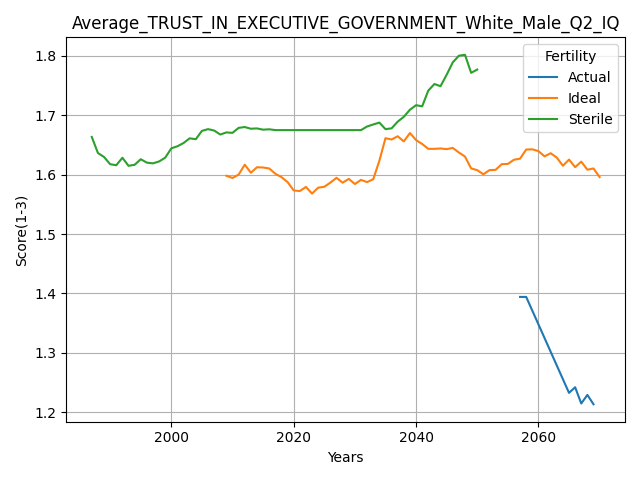 Average_TRUST_IN_EXECUTIVE_GOVERNMENT_White_Male_Q2_IQ
Fertility
Actual
Ideal
Sterile
Score(1-3)
1.8
1.7
1.6
1.5
1.4
1.3
1.2
2000 2020 2040 2060
Years